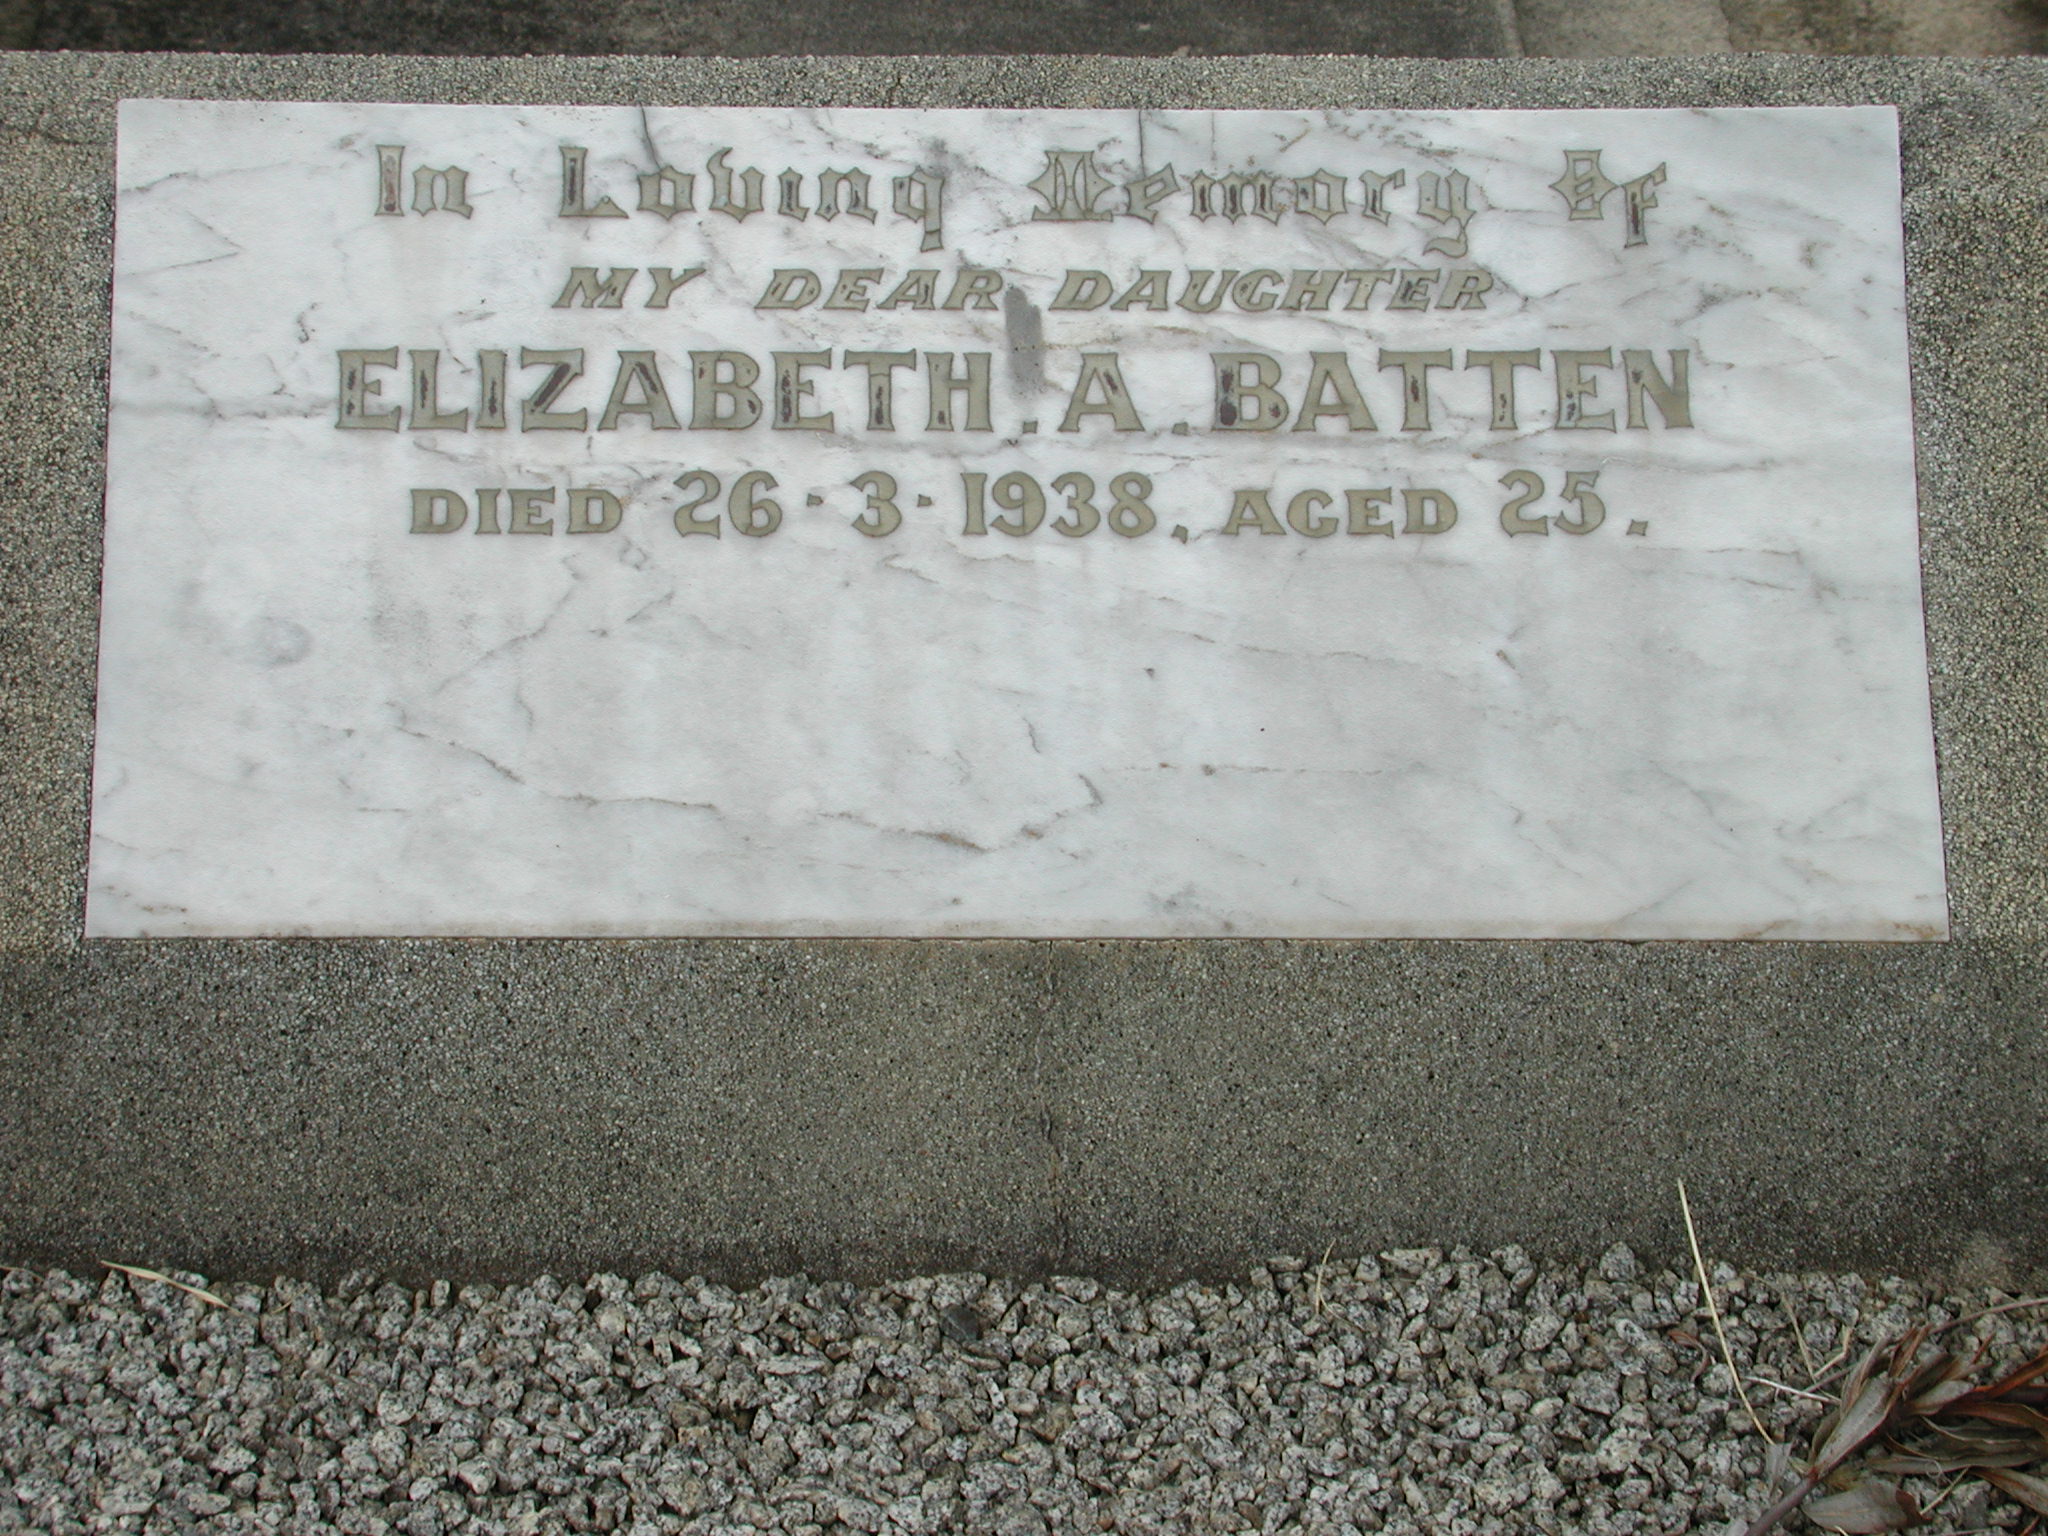 In Loving Memory Of
MY DEAR DAUGHTER
ELIZABETH. A. BATTEN
DIED 26·3·1938. AGED 25.